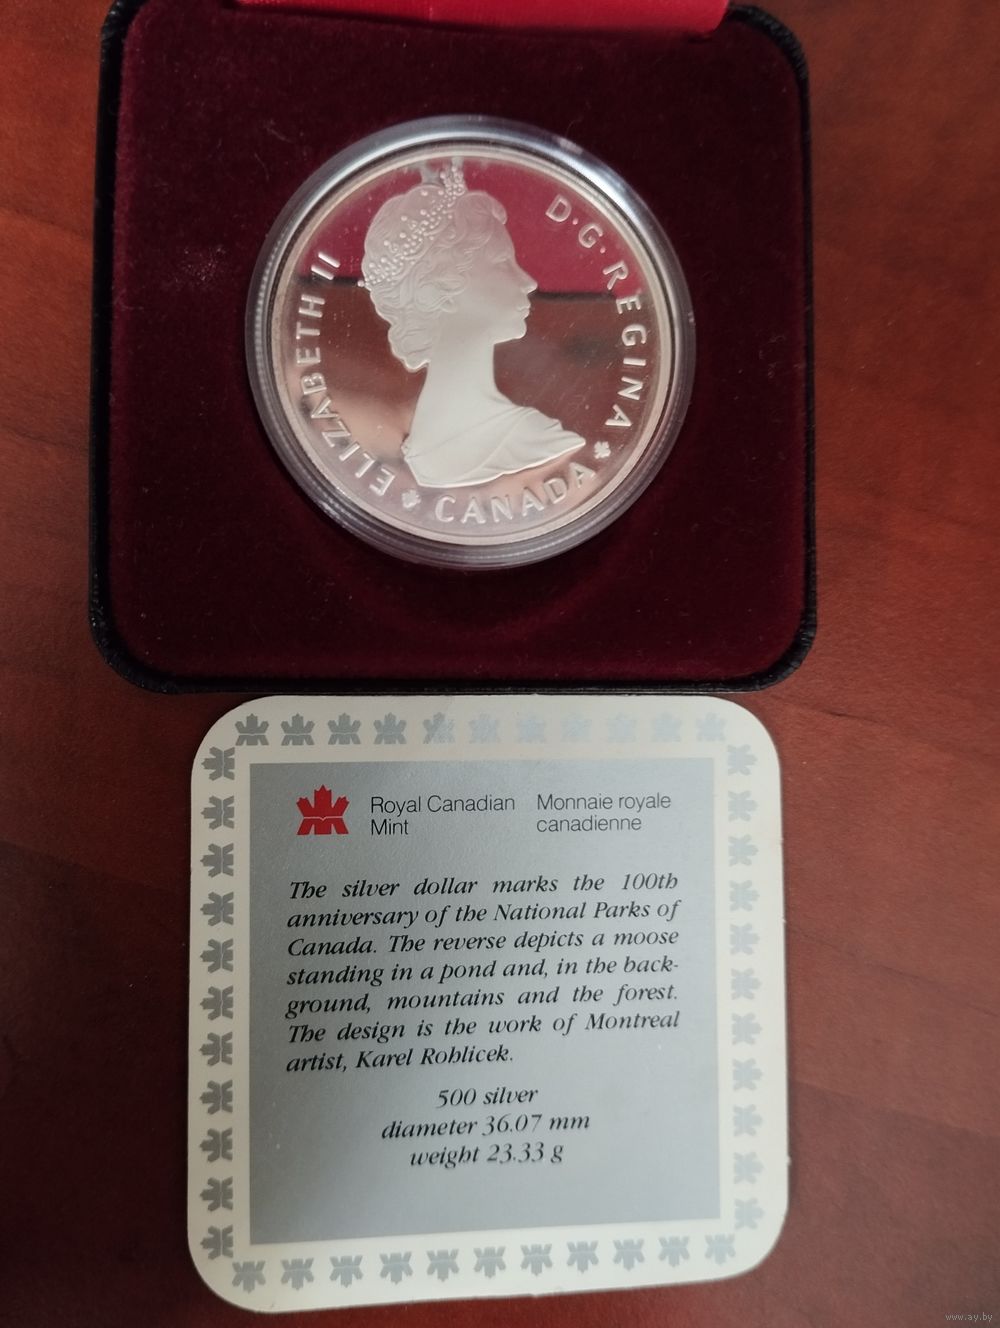 ELIZABETH II
D·G·REGINA
CANADA
Royal Canadian Mint
Monnaie royale canadienne
The silver dollar marks the 100th
anniversary of the National Parks of
Canada. The reverse depicts a moose
standing in a pond and, in the back-
ground, mountains and the forest.
The design is the work of Montreal
artist, Karel Rohlicek.
500 silver
diameter 36.07 mm
weight 23.33 g
www.ay.by